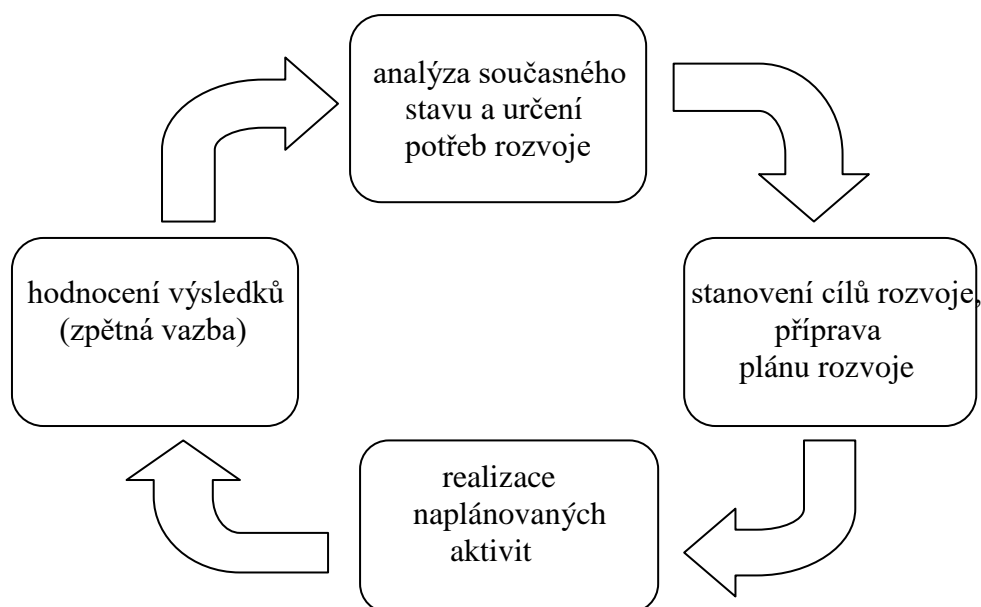 analýza současného
stavu a určení
potřeb rozvoje
stanovení cílů rozvoje,
příprava
plánu rozvoje
realizace
naplánovaných
aktivit
hodnocení výsledků
(zpětná vazba)